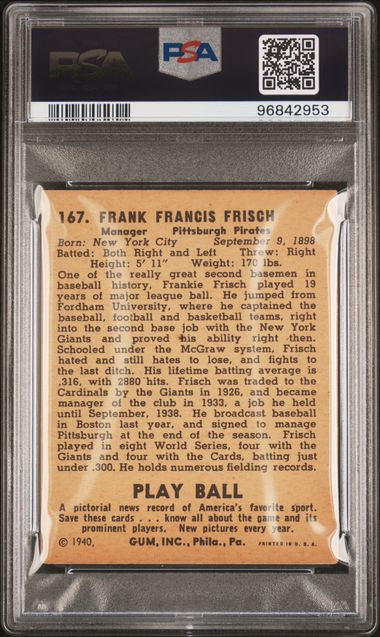 PSA
PSA
96842953
167. FRANK FRANCIS FRISCH
Manager Pittsburgh Pirates
Born: New York City September 9, 1898
Batted: Both Right and Left Threw: Right
Height: 5' 11" Weight: 170 lbs.
One of the really great second basemen in
baseball history, Frankie Frisch played 19
years of major league ball. He jumped from
Fordham University, where he captained the
baseball, football and basketball teams, right
into the second base job with the New York
Giants and proved his ability right then.
Schooled under the McGraw system, Frisch
hated and still hates to lose, and fights to
the last ditch. His lifetime batting average is
.316, with 2880 hits. Frisch was traded to the
Cardinals by the Giants in 1926, and became
manager of the club in 1933, a job he held
until September, 1938. He broadcast baseball
in Boston last year, and signed to manage
Pittsburgh at the end of the season. Frisch
played in eight World Series, four with the
Giants and four with the Cards, batting just
under .300. He holds numerous fielding records.
PLAY BALL
A pictorial news record of America's favorite sport.
Save these cards . . . know all about the game and its
prominent players. New pictures every year.
© 1940, GUM, INC., Phila., Pa. PRINTED IN U. S. A.